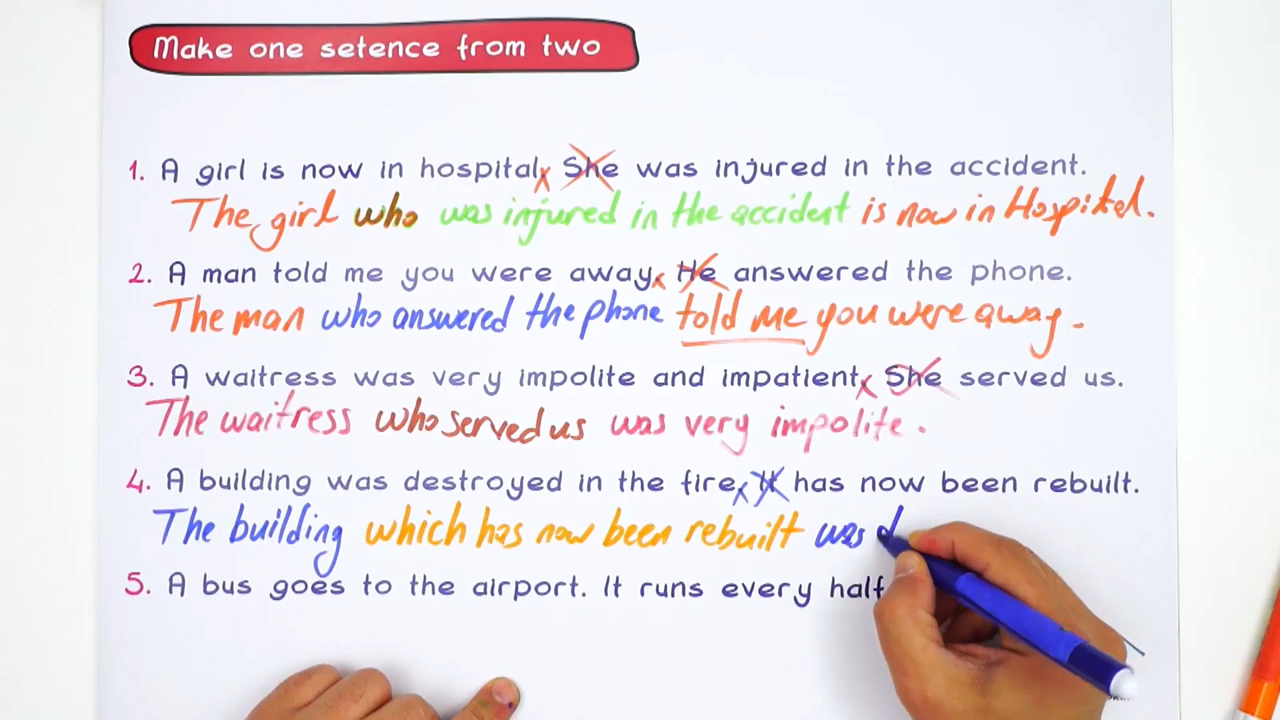 Make one setence from two
1. A girl is now in hospital, She was injured in the accident.
The girl who was injured in the accident is now in Hospital.
2. A man told me you were away. He answered the phone.
The man who answered the phone told me you were away.
3. A waitress was very impolite and impatient. She served us.
The waitress who served us was very impolite.
4. A building was destroyed in the fire. It has now been rebuilt.
The building which has now been rebuilt was d
5. A bus goes to the airport. It runs every half